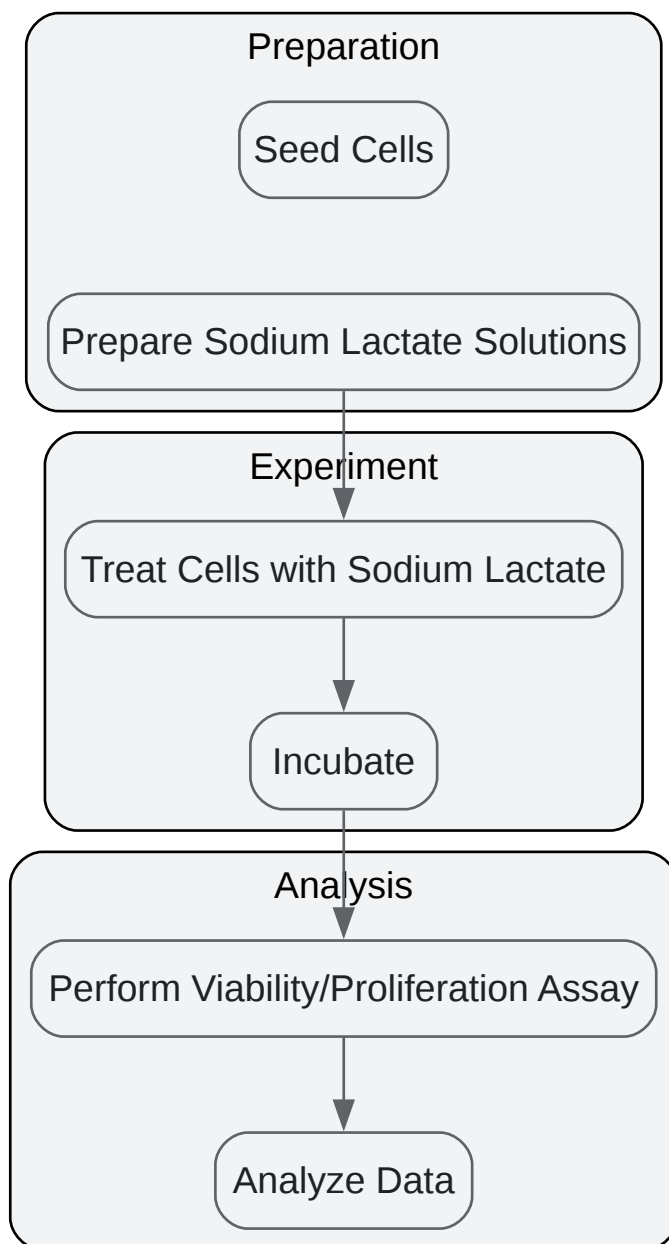 Preparation
Seed Cells
Prepare Sodium Lactate Solutions
Experiment
Treat Cells with Sodium Lactate
Incubate
Analysis
Perform Viability/Proliferation Assay
Analyze Data